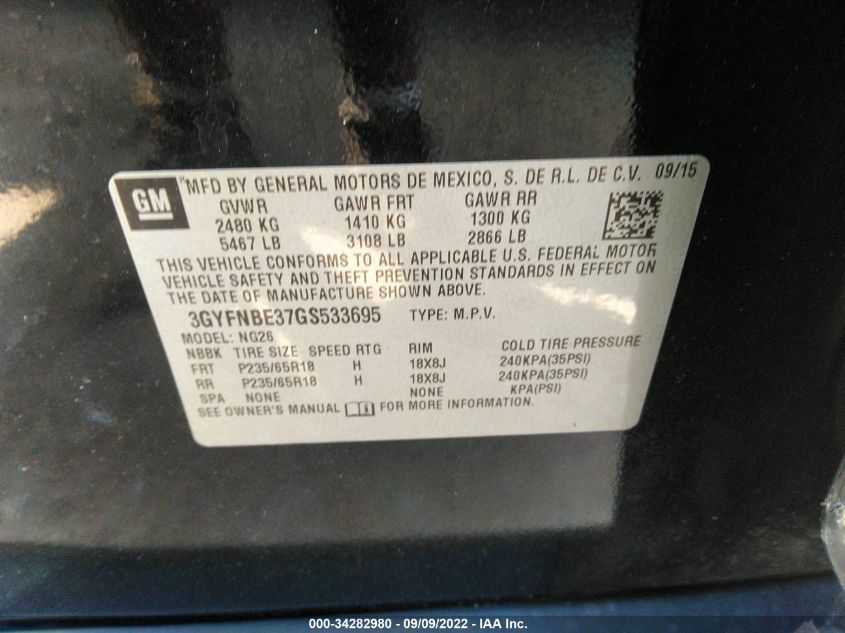 GM
"MFD BY GENERAL MOTORS DE MEXICO, S. DE R.L. DE C.V. 09/15
GVWR GAWR FRT GAWR RR
2480 KG 1410 KG 1300 KG
5467 LB 3108 LB 2866 LB
THIS VEHICLE CONFORMS TO ALL APPLICABLE U.S. FEDERAL MOTOR
VEHICLE SAFETY AND THEFT PREVENTION STANDARDS IN EFFECT ON
THE DATE OF MANUFACTURE SHOWN ABOVE.
3GYFNBE37GS533695 TYPE: M.P.V.
MODEL: NG26
NBBK TIRE SIZE SPEED RTG RIM COLD TIRE PRESSURE
FRT P235/65R18 H 18X8J 240KPA(35PSI)
RR P235/65R18 H 18X8J 240KPA(35PSI)
SPA NONE NONE KPA(PSI)
SEE OWNER'S MANUAL FOR MORE INFORMATION.
000-34282980 - 09/09/2022 - IAA Inc.